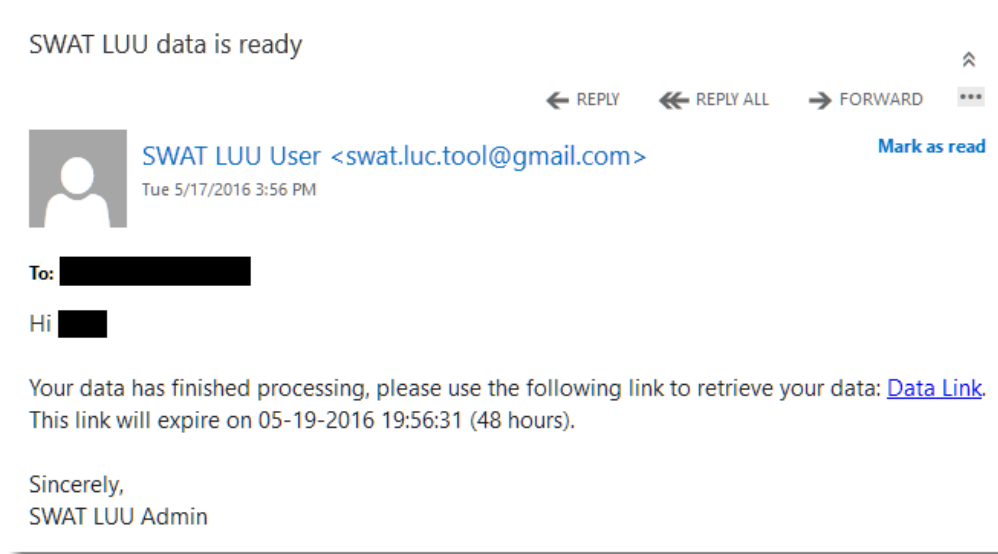 SWAT LUU data is ready
REPLY REPLY ALL FORWARD
SWAT LUU User <swat.luc.tool@gmail.com>
Mark as read
Tue 5/17/2016 3:56 PM
To:
Hi
Your data has finished processing, please use the following link to retrieve your data: Data Link.
This link will expire on 05-19-2016 19:56:31 (48 hours).
Sincerely,
SWAT LUU Admin